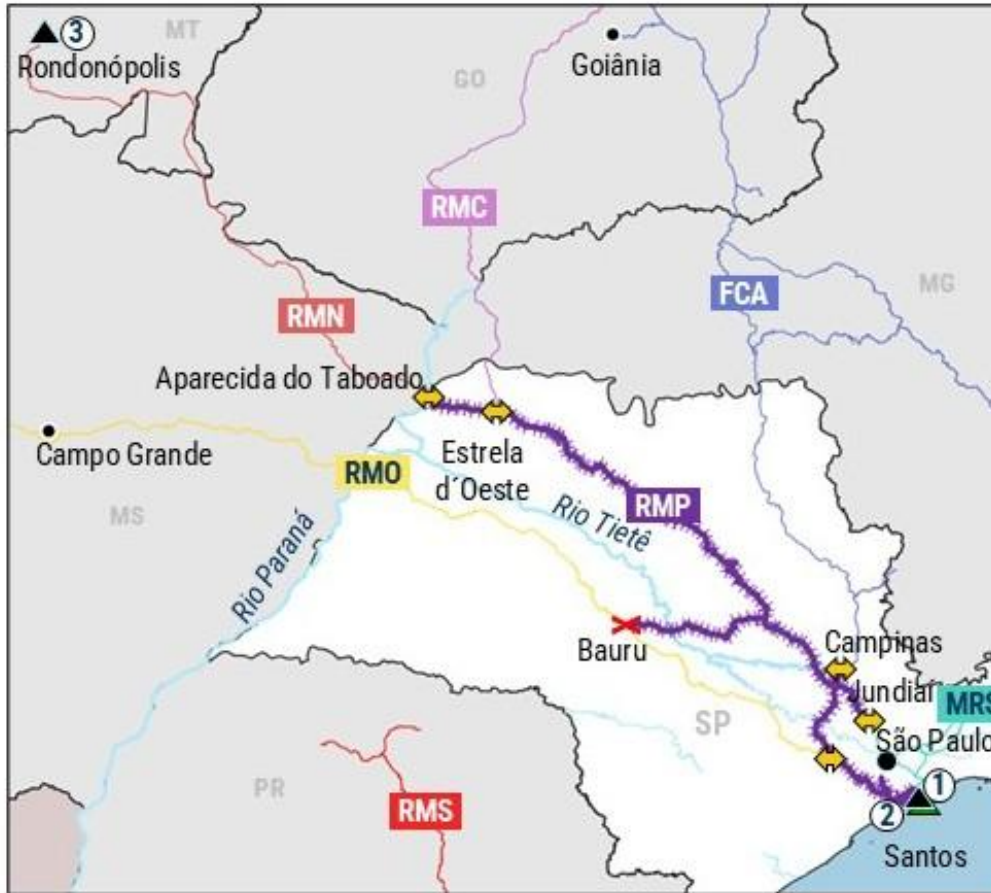 3
MT
Rondonópolis
Goiânia
GO
RMC
FCA
MG
RMN
Aparecida do Taboado
Campo Grande
Estrela
d´Oeste
RMO
RMP
MS
Rio Tietê
Rio Paraná
Bauru
Campinas
Jundiaí
MRS
SP
São Paulo
PR
1
RMS
2
Santos